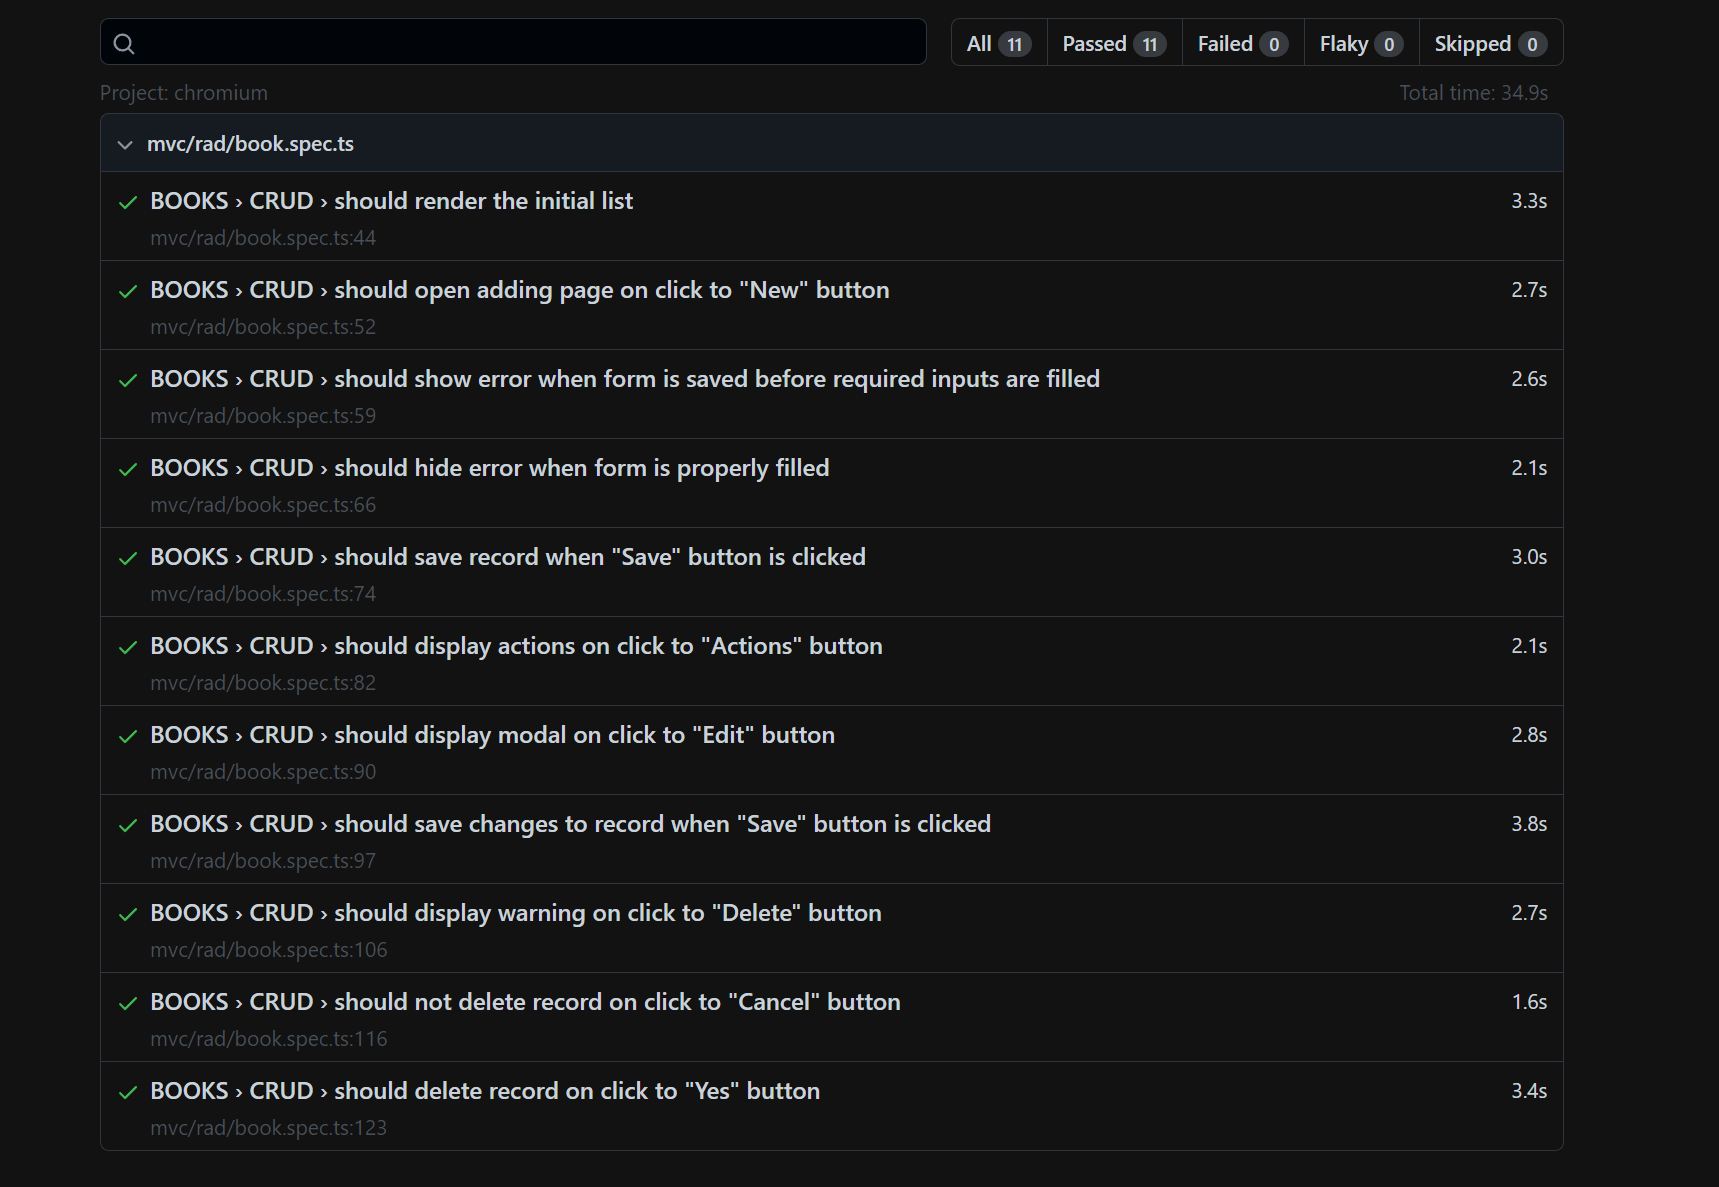 All 11 Passed 11 Failed 0 Flaky 0 Skipped 0
Project: chromium Total time: 34.9s
mvc/rad/book.spec.ts
BOOKS › CRUD › should render the initial list 3.3s
mvc/rad/book.spec.ts:44
BOOKS › CRUD › should open adding page on click to "New" button 2.7s
mvc/rad/book.spec.ts:52
BOOKS › CRUD › should show error when form is saved before required inputs are filled 2.6s
mvc/rad/book.spec.ts:59
BOOKS › CRUD › should hide error when form is properly filled 2.1s
mvc/rad/book.spec.ts:66
BOOKS › CRUD › should save record when "Save" button is clicked 3.0s
mvc/rad/book.spec.ts:74
BOOKS › CRUD › should display actions on click to "Actions" button 2.1s
mvc/rad/book.spec.ts:82
BOOKS › CRUD › should display modal on click to "Edit" button 2.8s
mvc/rad/book.spec.ts:90
BOOKS › CRUD › should save changes to record when "Save" button is clicked 3.8s
mvc/rad/book.spec.ts:97
BOOKS › CRUD › should display warning on click to "Delete" button 2.7s
mvc/rad/book.spec.ts:106
BOOKS › CRUD › should not delete record on click to "Cancel" button 1.6s
mvc/rad/book.spec.ts:116
BOOKS › CRUD › should delete record on click to "Yes" button 3.4s
mvc/rad/book.spec.ts:123